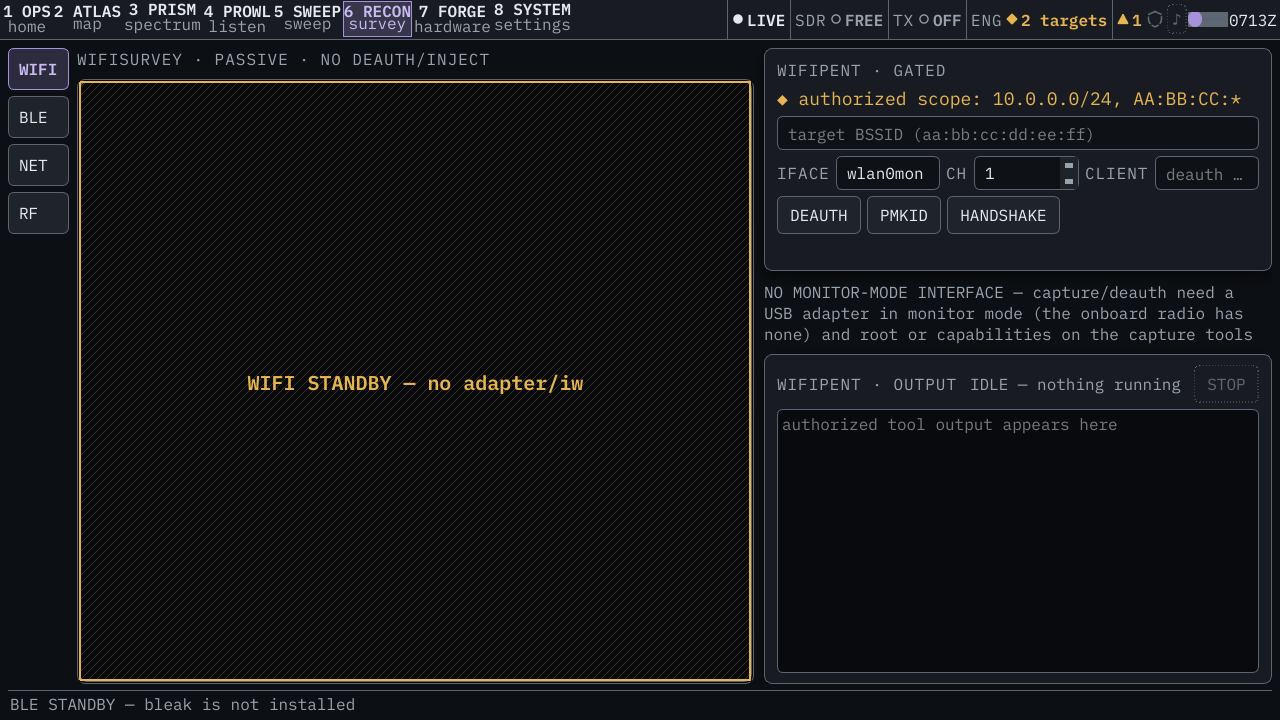 1 OPS 2 ATLAS 3 PRISM 4 PROWL 5 SWEEP 6 RECON 7 FORGE 8 SYSTEM
home map spectrum listen sweep survey hardware settings
● LIVE SDR ○ FREE TX ○ OFF ENG ◆ 2 targets ▲ 1 ♪ 0713Z
WIFI
BLE
NET
RF
WIFISURVEY · PASSIVE · NO DEAUTH/INJECT
WIFI STANDBY — no adapter/iw
WIFIPENT · GATED
◆ authorized scope: 10.0.0.0/24, AA:BB:CC:*
target BSSID (aa:bb:cc:dd:ee:ff)
IFACE wlan0mon CH 1 CLIENT deauth …
DEAUTH PMKID HANDSHAKE
NO MONITOR-MODE INTERFACE — capture/deauth need a
USB adapter in monitor mode (the onboard radio has
none) and root or capabilities on the capture tools
WIFIPENT · OUTPUT IDLE — nothing running STOP
authorized tool output appears here
BLE STANDBY — bleak is not installed